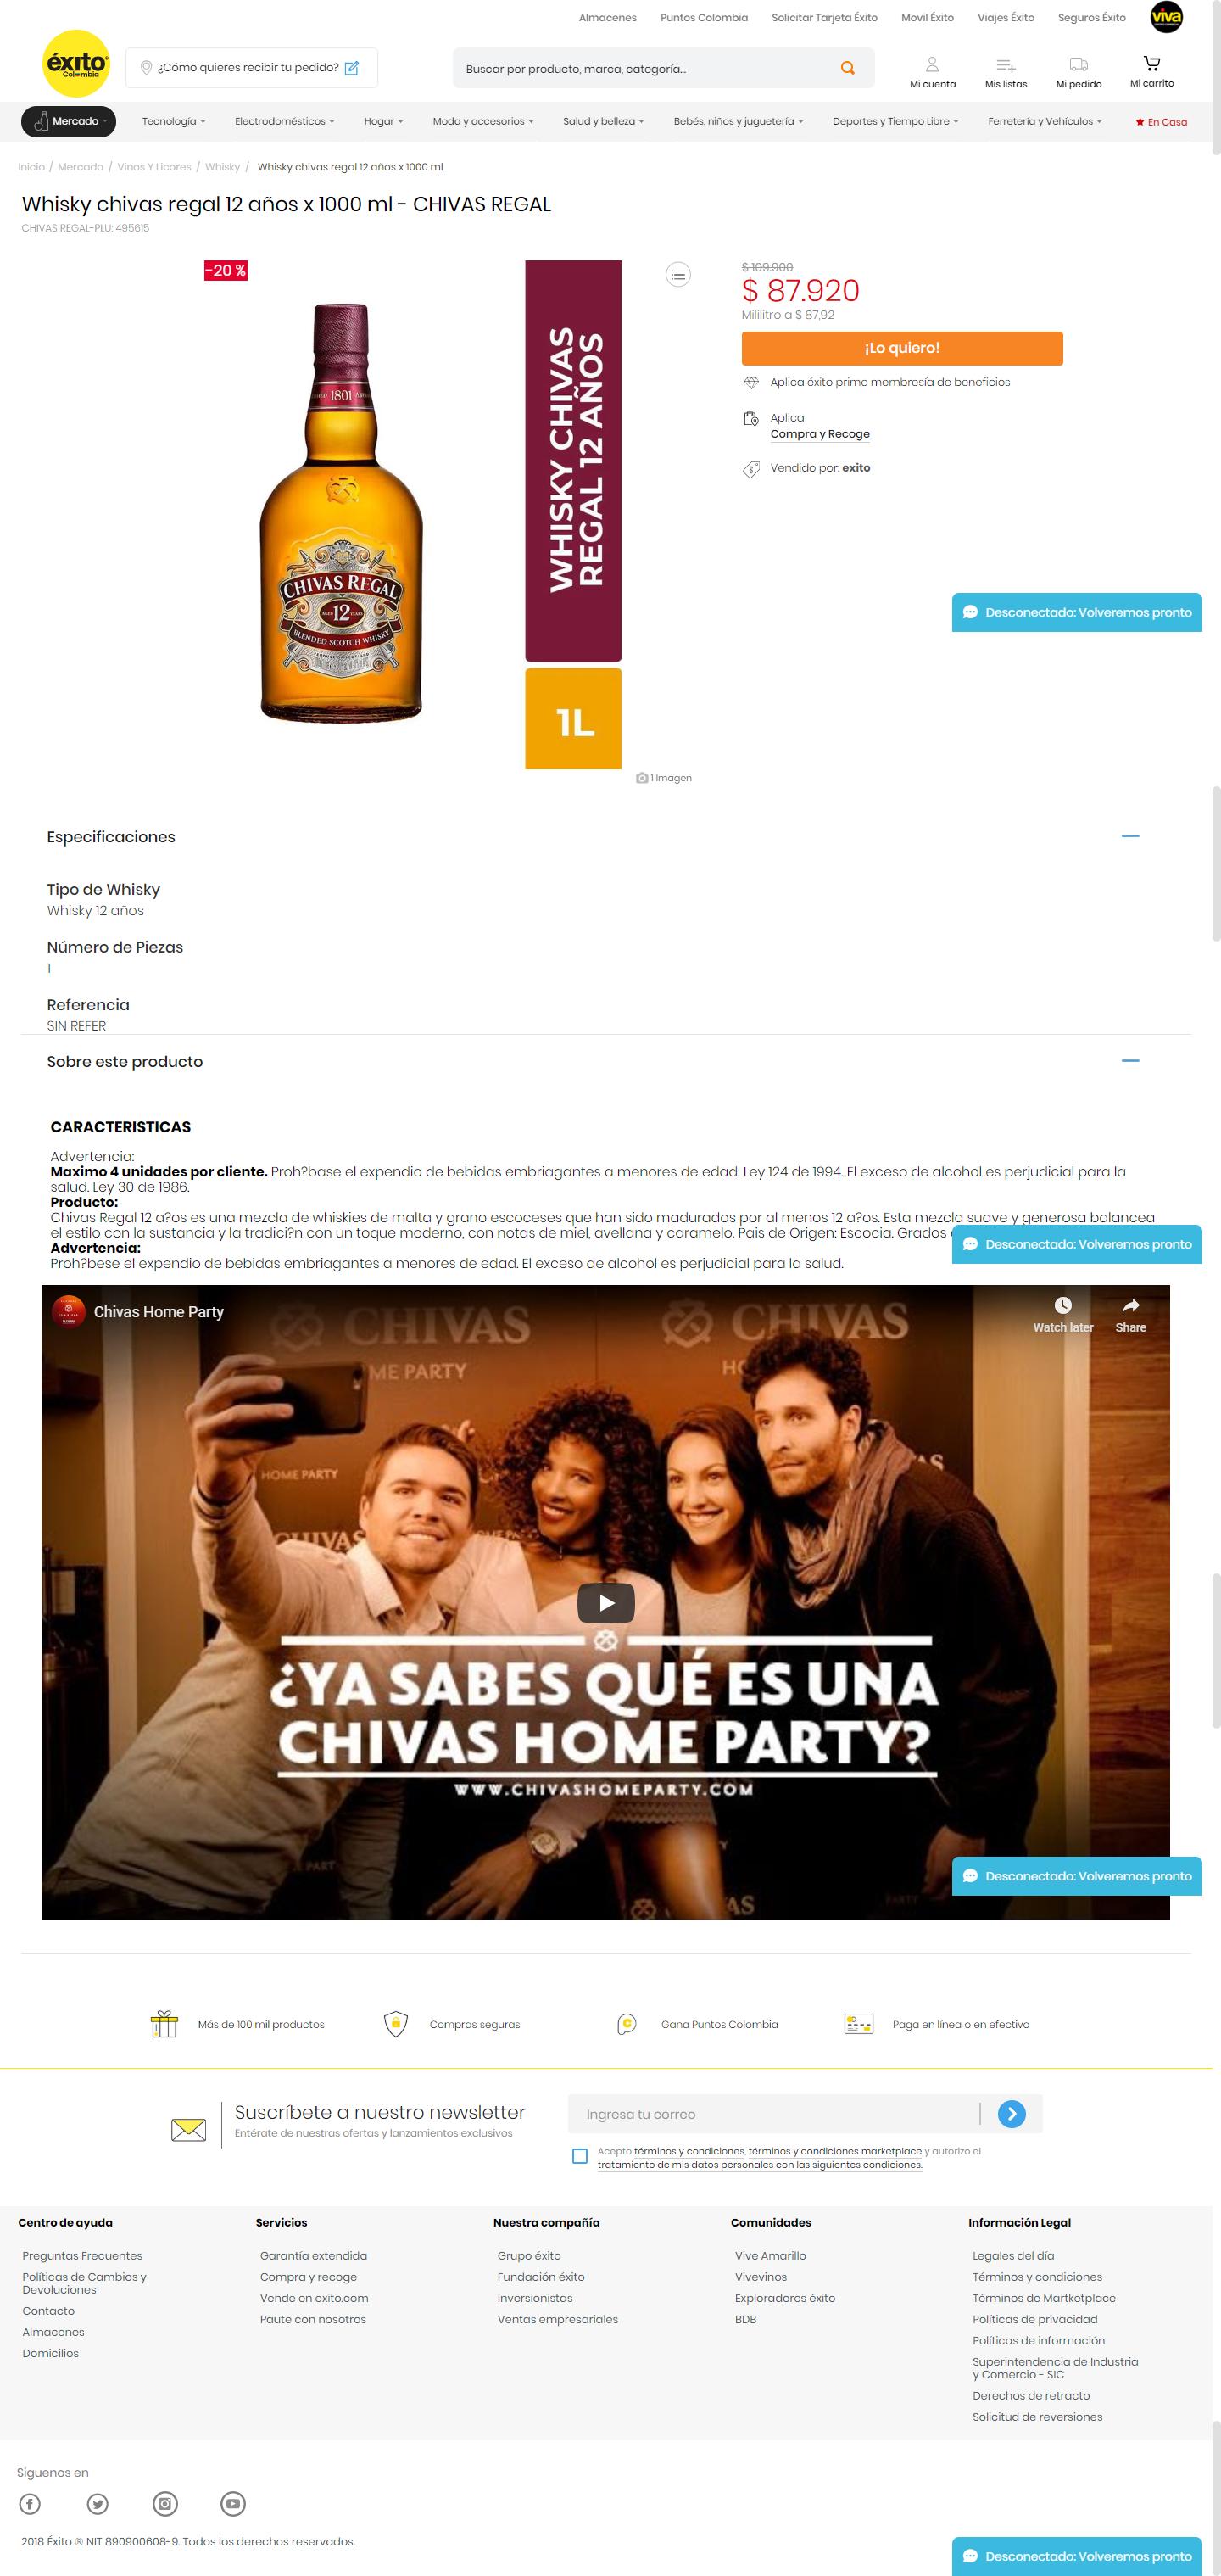 Almacenes Puntos Colombia Solicitar Tarjeta Éxito Movil Éxito Viajes Éxito Seguros Éxito viva
éxito
Colombia
¿Cómo quieres recibir tu pedido?
Buscar por producto, marca, categoría...
Mi cuenta Mis listas Mi pedido Mi carrito
Mercado Tecnología Electrodomésticos Hogar Moda y accesorios Salud y belleza Bebés, niños y juguetería Deportes y Tiempo Libre Ferretería y Vehículos En Casa
Inicio / Mercado / Vinos Y Licores / Whisky / Whisky chivas regal 12 años x 1000 ml
Whisky chivas regal 12 años x 1000 ml - CHIVAS REGAL
CHIVAS REGAL-PLU: 495615
-20 %
1801
CHIVAS REGAL
AGED 12 YEARS
BLENDED SCOTCH WHISKY
WHISKY CHIVAS
REGAL 12 AÑOS
1L
1 Imagen
$ 109.900
$ 87.920
Mililitro a $ 87,92
¡Lo quiero!
Aplica éxito prime membresía de beneficios
Aplica
Compra y Recoge
Vendido por: exito
Desconectado: Volveremos pronto
Especificaciones
Tipo de Whisky
Whisky 12 años
Número de Piezas
1
Referencia
SIN REFER
Sobre este producto
CARACTERISTICAS
Advertencia:
Maximo 4 unidades por cliente. Proh?base el expendio de bebidas embriagantes a menores de edad. Ley 124 de 1994. El exceso de alcohol es perjudicial para la
salud. Ley 30 de 1986.
Producto:
Chivas Regal 12 a?os es una mezcla de whiskies de malta y grano escoceses que han sido madurados por al menos 12 a?os. Esta mezcla suave y generosa balancea
el estilo con la sustancia y la tradici?n con un toque moderno, con notas de miel, avellana y caramelo. País de Origen: Escocia. Grados
Desconectado: Volveremos pronto
Advertencia:
Proh?bese el expendio de bebidas embriagantes a menores de edad. El exceso de alcohol es perjudicial para la salud.
Chivas Home Party
Watch later Share
VAS CHIVAS
ME PARTY HO
HOME PARTY
CHIVAS
¿YA SABES QUÉ ES UNA
CHIVAS HOME PARTY?
WWW.CHIVASHOMEPARTY.COM
PARTY
VAS
PARTY
Desconectado: Volveremos pronto
Más de 100 mil productos Compras seguras Gana Puntos Colombia Paga en línea o en efectivo
Suscríbete a nuestro newsletter
Entérate de nuestras ofertas y lanzamientos exclusivos
Ingresa tu correo
Acepto términos y condiciones, términos y condiciones marketplace y autorizo el
tratamiento de mis datos personales con las siguientes condiciones.
Centro de ayuda
Preguntas Frecuentes
Políticas de Cambios y
Devoluciones
Contacto
Almacenes
Domicilios
Servicios
Garantía extendida
Compra y recoge
Vende en exito.com
Paute con nosotros
Nuestra compañía
Grupo éxito
Fundación éxito
Inversionistas
Ventas empresariales
Comunidades
Vive Amarillo
Vivevinos
Exploradores éxito
BDB
Información Legal
Legales del día
Términos y condiciones
Términos de Martketplace
Políticas de privacidad
Políticas de información
Superintendencia de Industria
y Comercio - SIC
Derechos de retracto
Solicitud de reversiones
Síguenos en
2018 Éxito ® NIT 890900608-9. Todos los derechos reservados.
Desconectado: Volveremos pronto